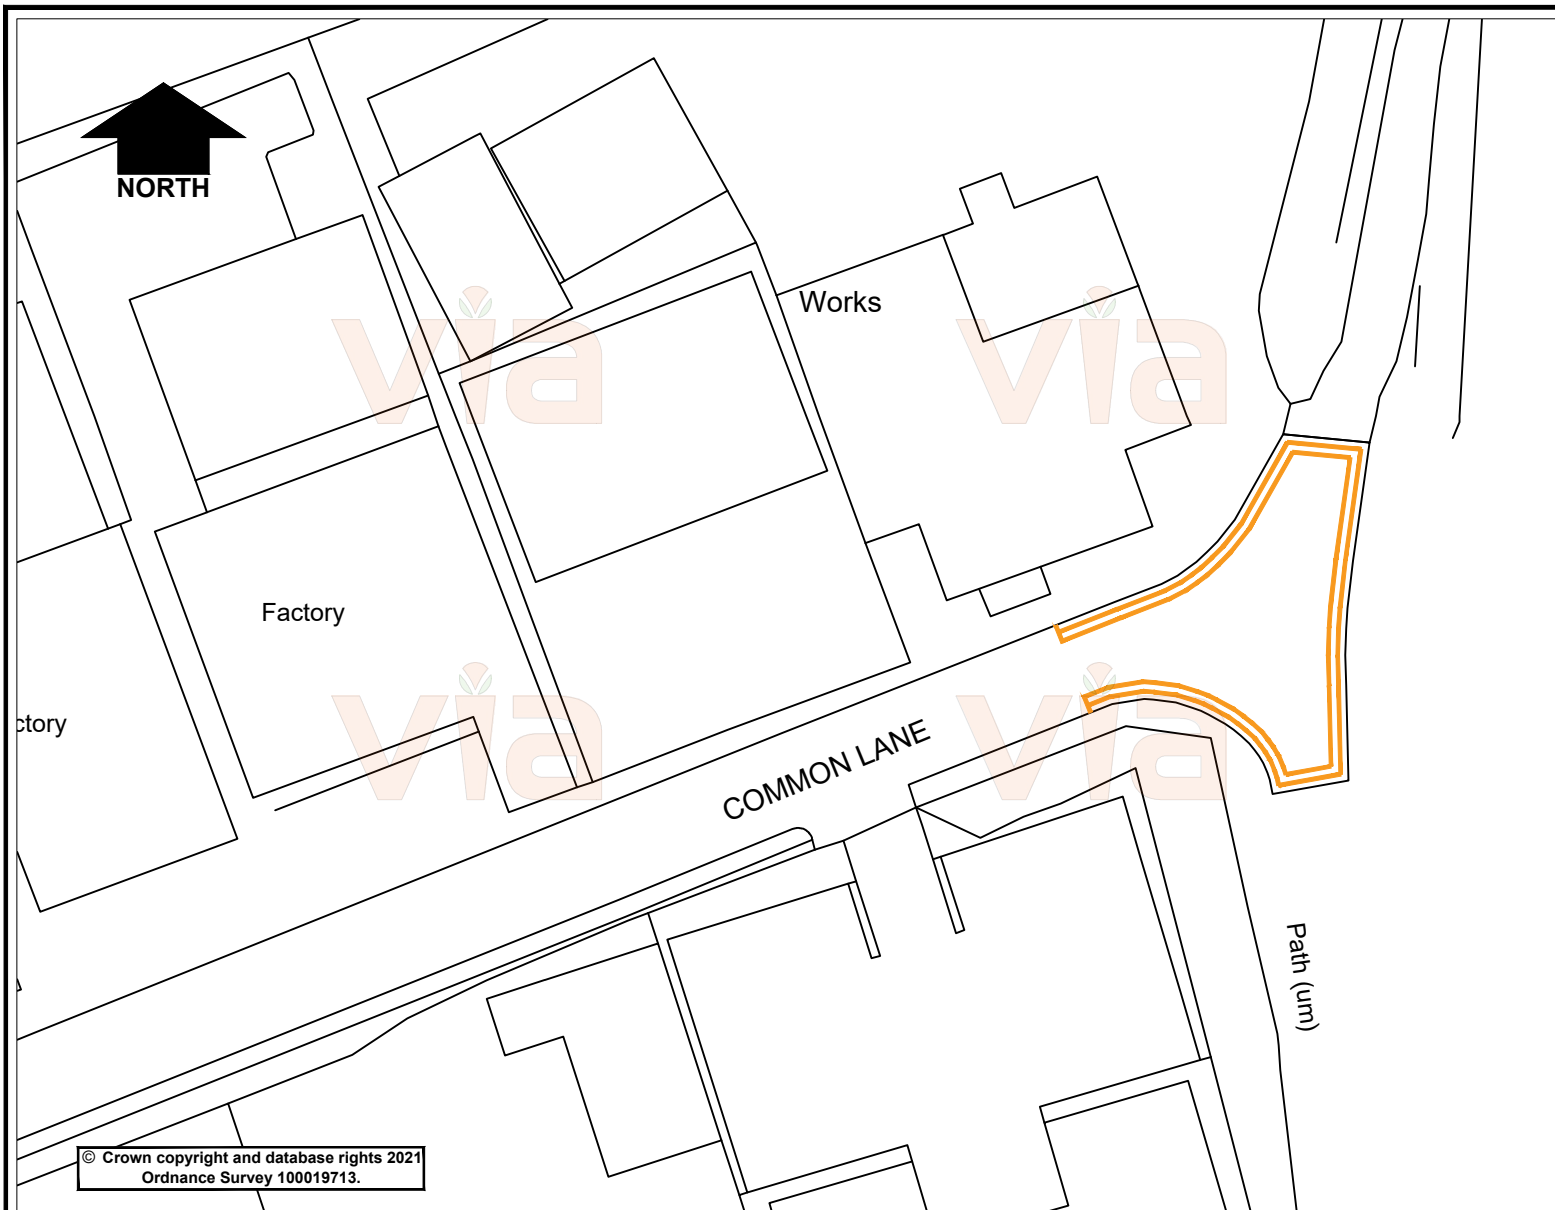 NORTH
Works
via
via
Factory
ctory
via
via
COMMON LANE
Path (um)
© Crown copyright and database rights 2021
Ordnance Survey 100019713.